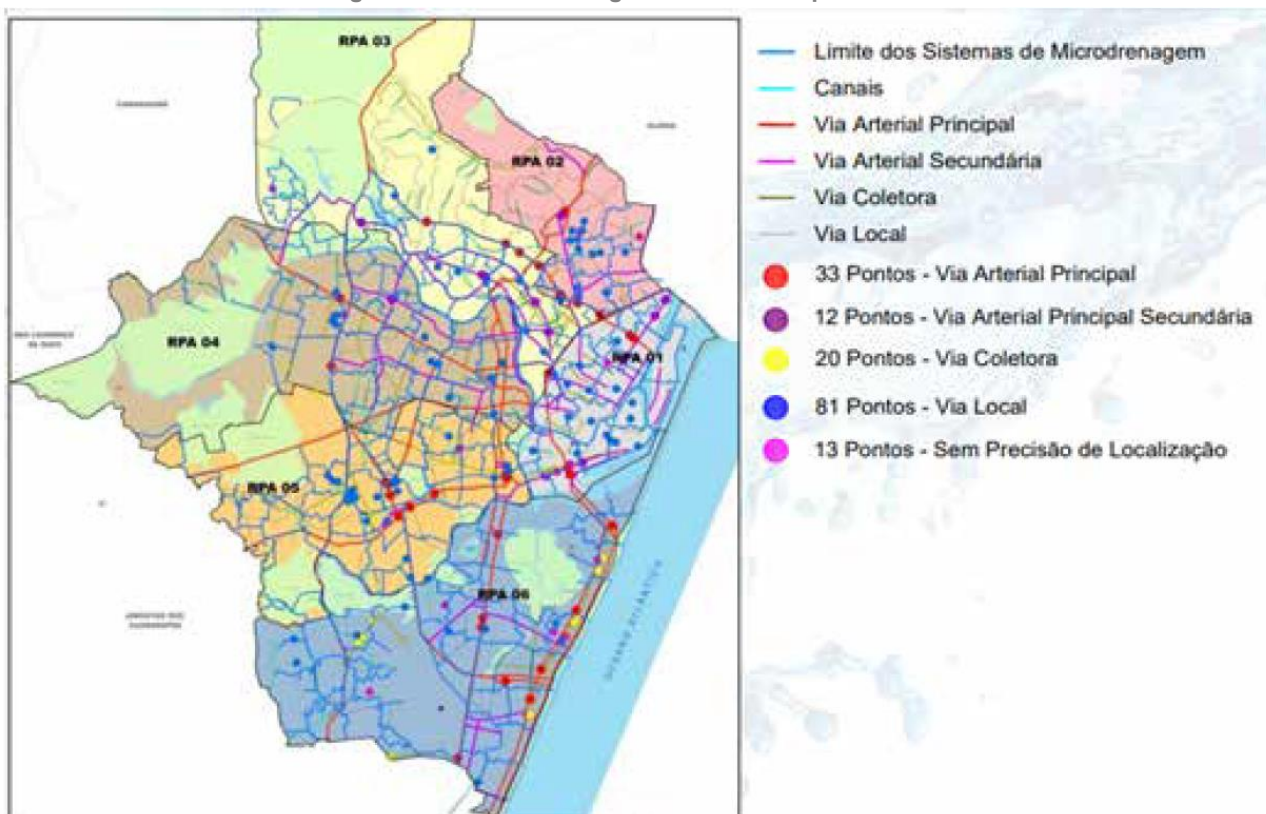 RPA 03
RPA 02
RPA 04
RPA 01
RPA 05
RPA 06
OCEANO ATLÂNTICO
Limite dos Sistemas de Microdrenagem
Canais
Via Arterial Principal
Via Arterial Secundária
Via Coletora
Via Local
33 Pontos - Via Arterial Principal
12 Pontos - Via Arterial Principal Secundária
20 Pontos - Via Coletora
81 Pontos - Via Local
13 Pontos - Sem Precisão de Localização